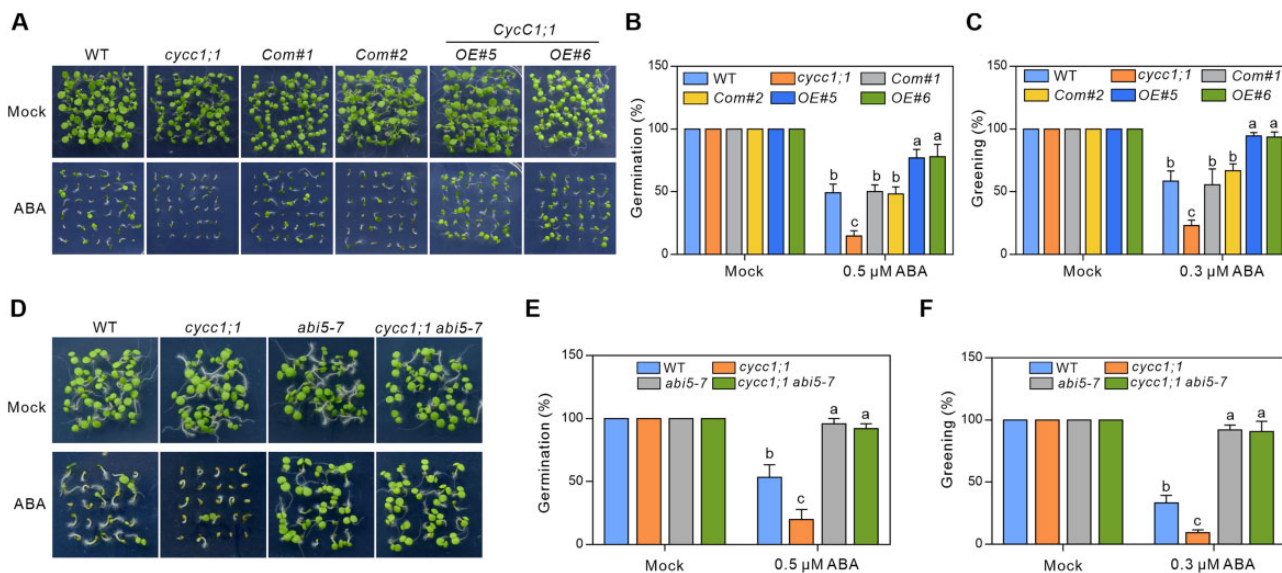 A
CycC1;1
WT cycc1;1 Com#1 Com#2 OE#5 OE#6
Mock
ABA
B
150
100
50
0
Germination (%)
WT cycc1;1 Com#1
Com#2 OE#5 OE#6
b c b b a a
Mock 0.5 µM ABA
C
150
100
50
0
Greening (%)
WT cycc1;1 Com#1
Com#2 OE#5 OE#6
b c b b a a
Mock 0.3 µM ABA
D
WT cycc1;1 abi5-7 cycc1;1 abi5-7
Mock
ABA
E
150
100
50
0
Germination (%)
WT cycc1;1
abi5-7 cycc1;1 abi5-7
b c a a
Mock 0.5 µM ABA
F
150
100
50
0
Greening (%)
WT cycc1;1
abi5-7 cycc1;1 abi5-7
b c a a
Mock 0.3 µM ABA